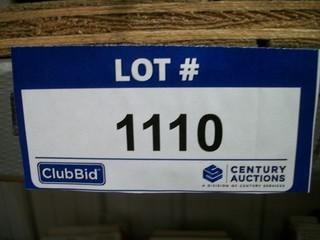 LOT #
1110
ClubBid®
CENTURY
AUCTIONS
A DIVISION OF CENTURY SERVICES